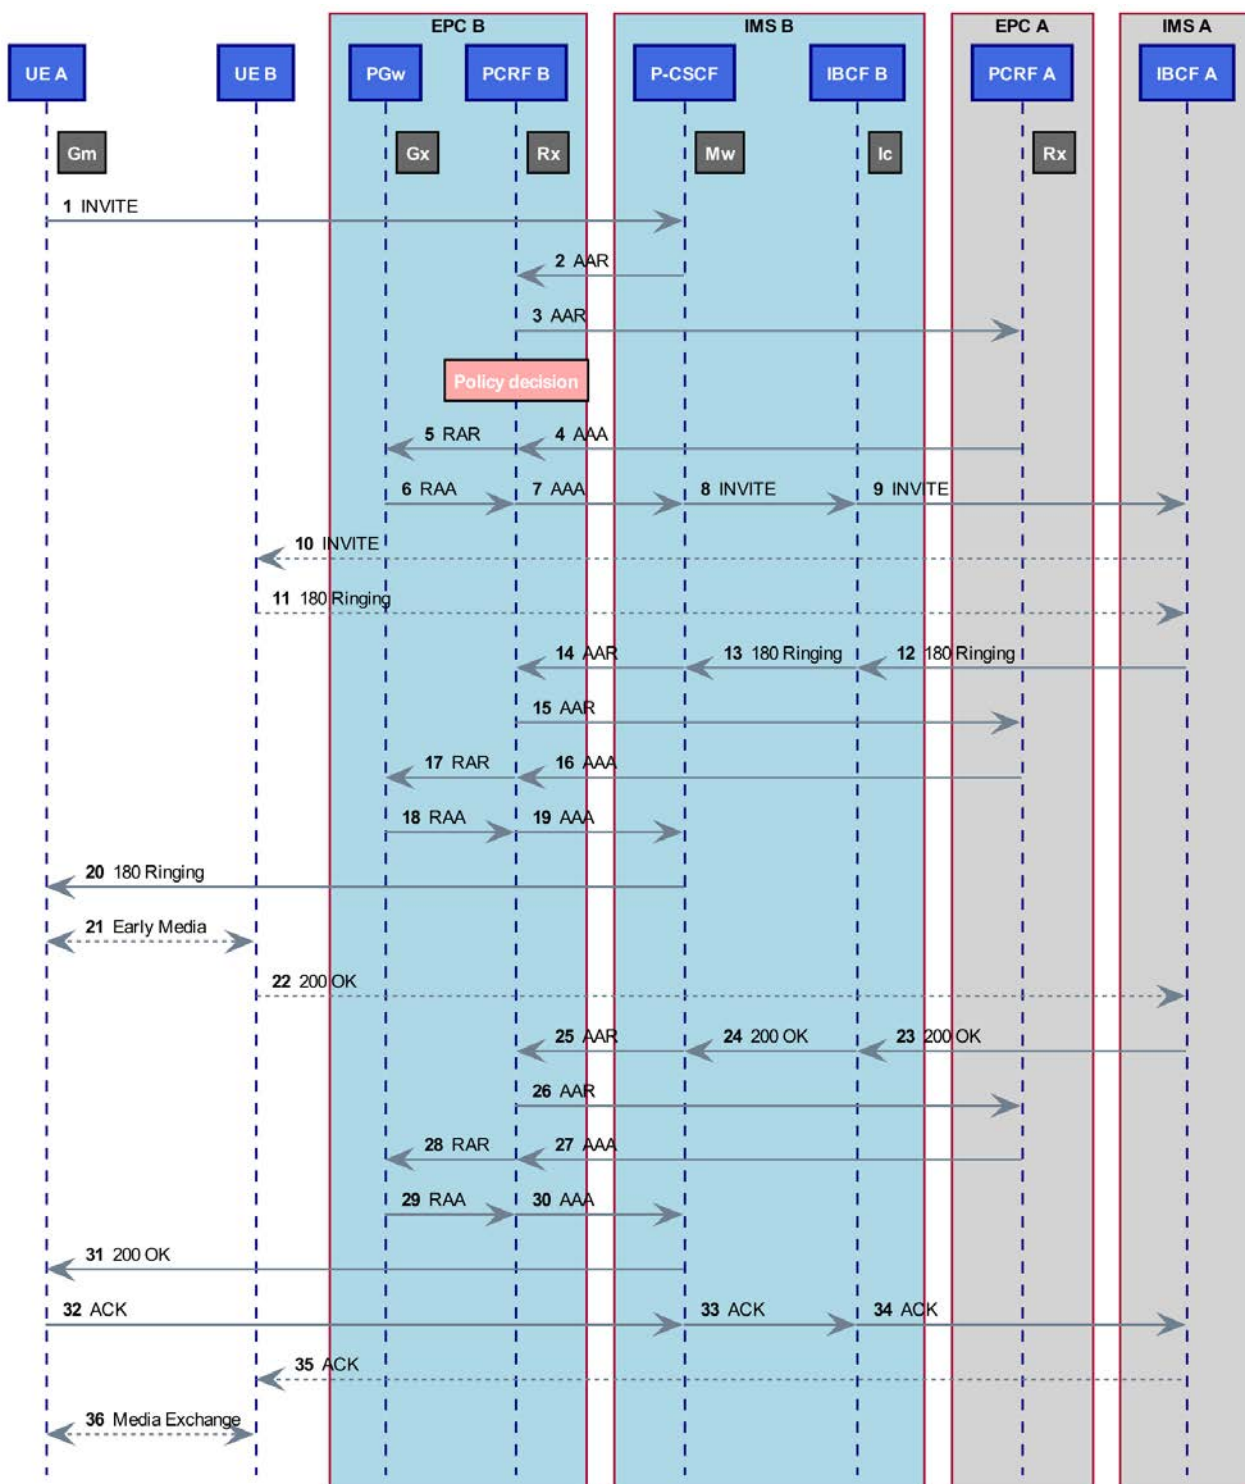 EPC B IMS B EPC A IMS A
UE A UE B PGw PCRF B P-CSCF IBCF B PCRF A IBCF A
Gm Gx Rx Mw Ic Rx
1 INVITE
2 AAR
3 AAR
Policy decision
5 RAR 4 AAA
6 RAA 7 AAA 8 INVITE 9 INVITE
10 INVITE
11 180 Ringing
14 AAR 13 180 Ringing 12 180 Ringing
15 AAR
17 RAR 16 AAA
18 RAA 19 AAA
20 180 Ringing
21 Early Media
22 200 OK
25 AAR 24 200 OK 23 200 OK
26 AAR
28 RAR 27 AAA
29 RAA 30 AAA
31 200 OK
32 ACK 33 ACK 34 ACK
35 ACK
36 Media Exchange